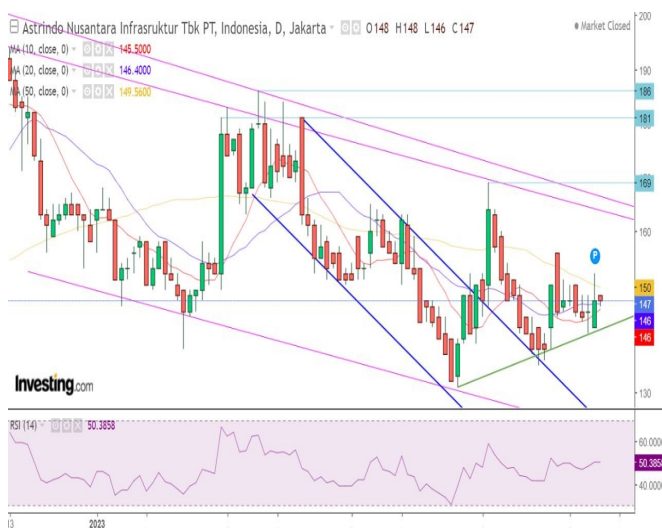 Astrindo Nusantara Infrasruktur Tbk PT, Indonesia, D, Jakarta O148 H148 L146 C147
Market Closed
MA (10, close, 0) 145.5000
MA (20, close, 0) 146.4000
MA (50, close, 0) 149.5600
200
190
186
181
169
160
P
150
147
146
146
130
Investing.com
RSI (14) 50.3858
60.0000
50.3858
40.0000
2023